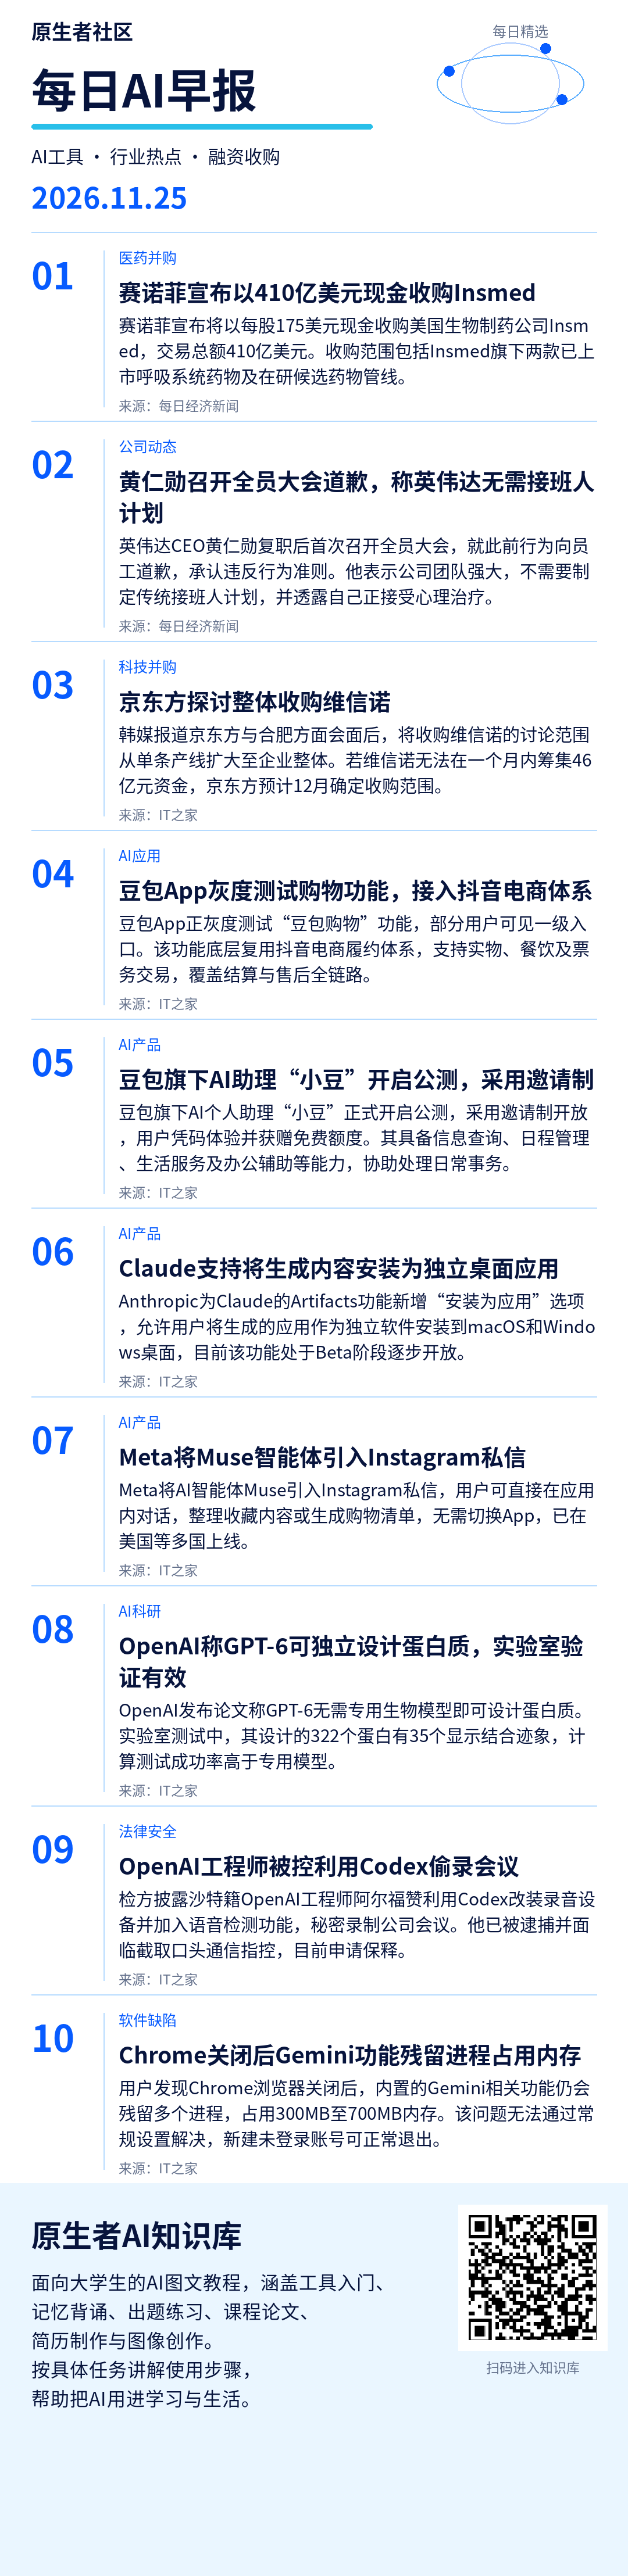 原生者社区
每日精选
每日AI早报
AI工具 · 行业热点 · 融资收购
2026.11.25
01
医药并购
赛诺菲宣布以410亿美元现金收购Insmed
赛诺菲宣布将以每股175美元现金收购美国生物制药公司Insm
ed，交易总额410亿美元。收购范围包括Insmed旗下两款已上
市呼吸系统药物及在研候选药物管线。
来源：每日经济新闻
02
公司动态
黄仁勋召开全员大会道歉，称英伟达无需接班人
计划
英伟达CEO黄仁勋复职后首次召开全员大会，就此前行为向员
工道歉，承认违反行为准则。他表示公司团队强大，不需要制
定传统接班人计划，并透露自己正接受心理治疗。
来源：每日经济新闻
03
科技并购
京东方探讨整体收购维信诺
韩媒报道京东方与合肥方面会面后，将收购维信诺的讨论范围
从单条产线扩大至企业整体。若维信诺无法在一个月内筹集46
亿元资金，京东方预计12月确定收购范围。
来源：IT之家
04
AI应用
豆包App灰度测试购物功能，接入抖音电商体系
豆包App正灰度测试“豆包购物”功能，部分用户可见一级入
口。该功能底层复用抖音电商履约体系，支持实物、餐饮及票
务交易，覆盖结算与售后全链路。
来源：IT之家
05
AI产品
豆包旗下AI助理“小豆”开启公测，采用邀请制
豆包旗下AI个人助理“小豆”正式开启公测，采用邀请制开放
，用户凭码体验并获赠免费额度。其具备信息查询、日程管理
、生活服务及办公辅助等能力，协助处理日常事务。
来源：IT之家
06
AI产品
Claude支持将生成内容安装为独立桌面应用
Anthropic为Claude的Artifacts功能新增“安装为应用”选项
，允许用户将生成的应用作为独立软件安装到macOS和Windo
ws桌面，目前该功能处于Beta阶段逐步开放。
来源：IT之家
07
AI产品
Meta将Muse智能体引入Instagram私信
Meta将AI智能体Muse引入Instagram私信，用户可直接在应用
内对话，整理收藏内容或生成购物清单，无需切换App，已在
美国等多国上线。
来源：IT之家
08
AI科研
OpenAI称GPT-6可独立设计蛋白质，实验室验
证有效
OpenAI发布论文称GPT-6无需专用生物模型即可设计蛋白质。
实验室测试中，其设计的322个蛋白有35个显示结合迹象，计
算测试成功率高于专用模型。
来源：IT之家
09
法律安全
OpenAI工程师被控利用Codex偷录会议
检方披露沙特籍OpenAI工程师阿尔福赞利用Codex改装录音设
备并加入语音检测功能，秘密录制公司会议。他已被逮捕并面
临截取口头通信指控，目前申请保释。
来源：IT之家
10
软件缺陷
Chrome关闭后Gemini功能残留进程占用内存
用户发现Chrome浏览器关闭后，内置的Gemini相关功能仍会
残留多个进程，占用300MB至700MB内存。该问题无法通过常
规设置解决，新建未登录账号可正常退出。
来源：IT之家
原生者AI知识库
面向大学生的AI图文教程，涵盖工具入门、
记忆背诵、出题练习、课程论文、
简历制作与图像创作。
按具体任务讲解使用步骤，
帮助把AI用进学习与生活。
扫码进入知识库